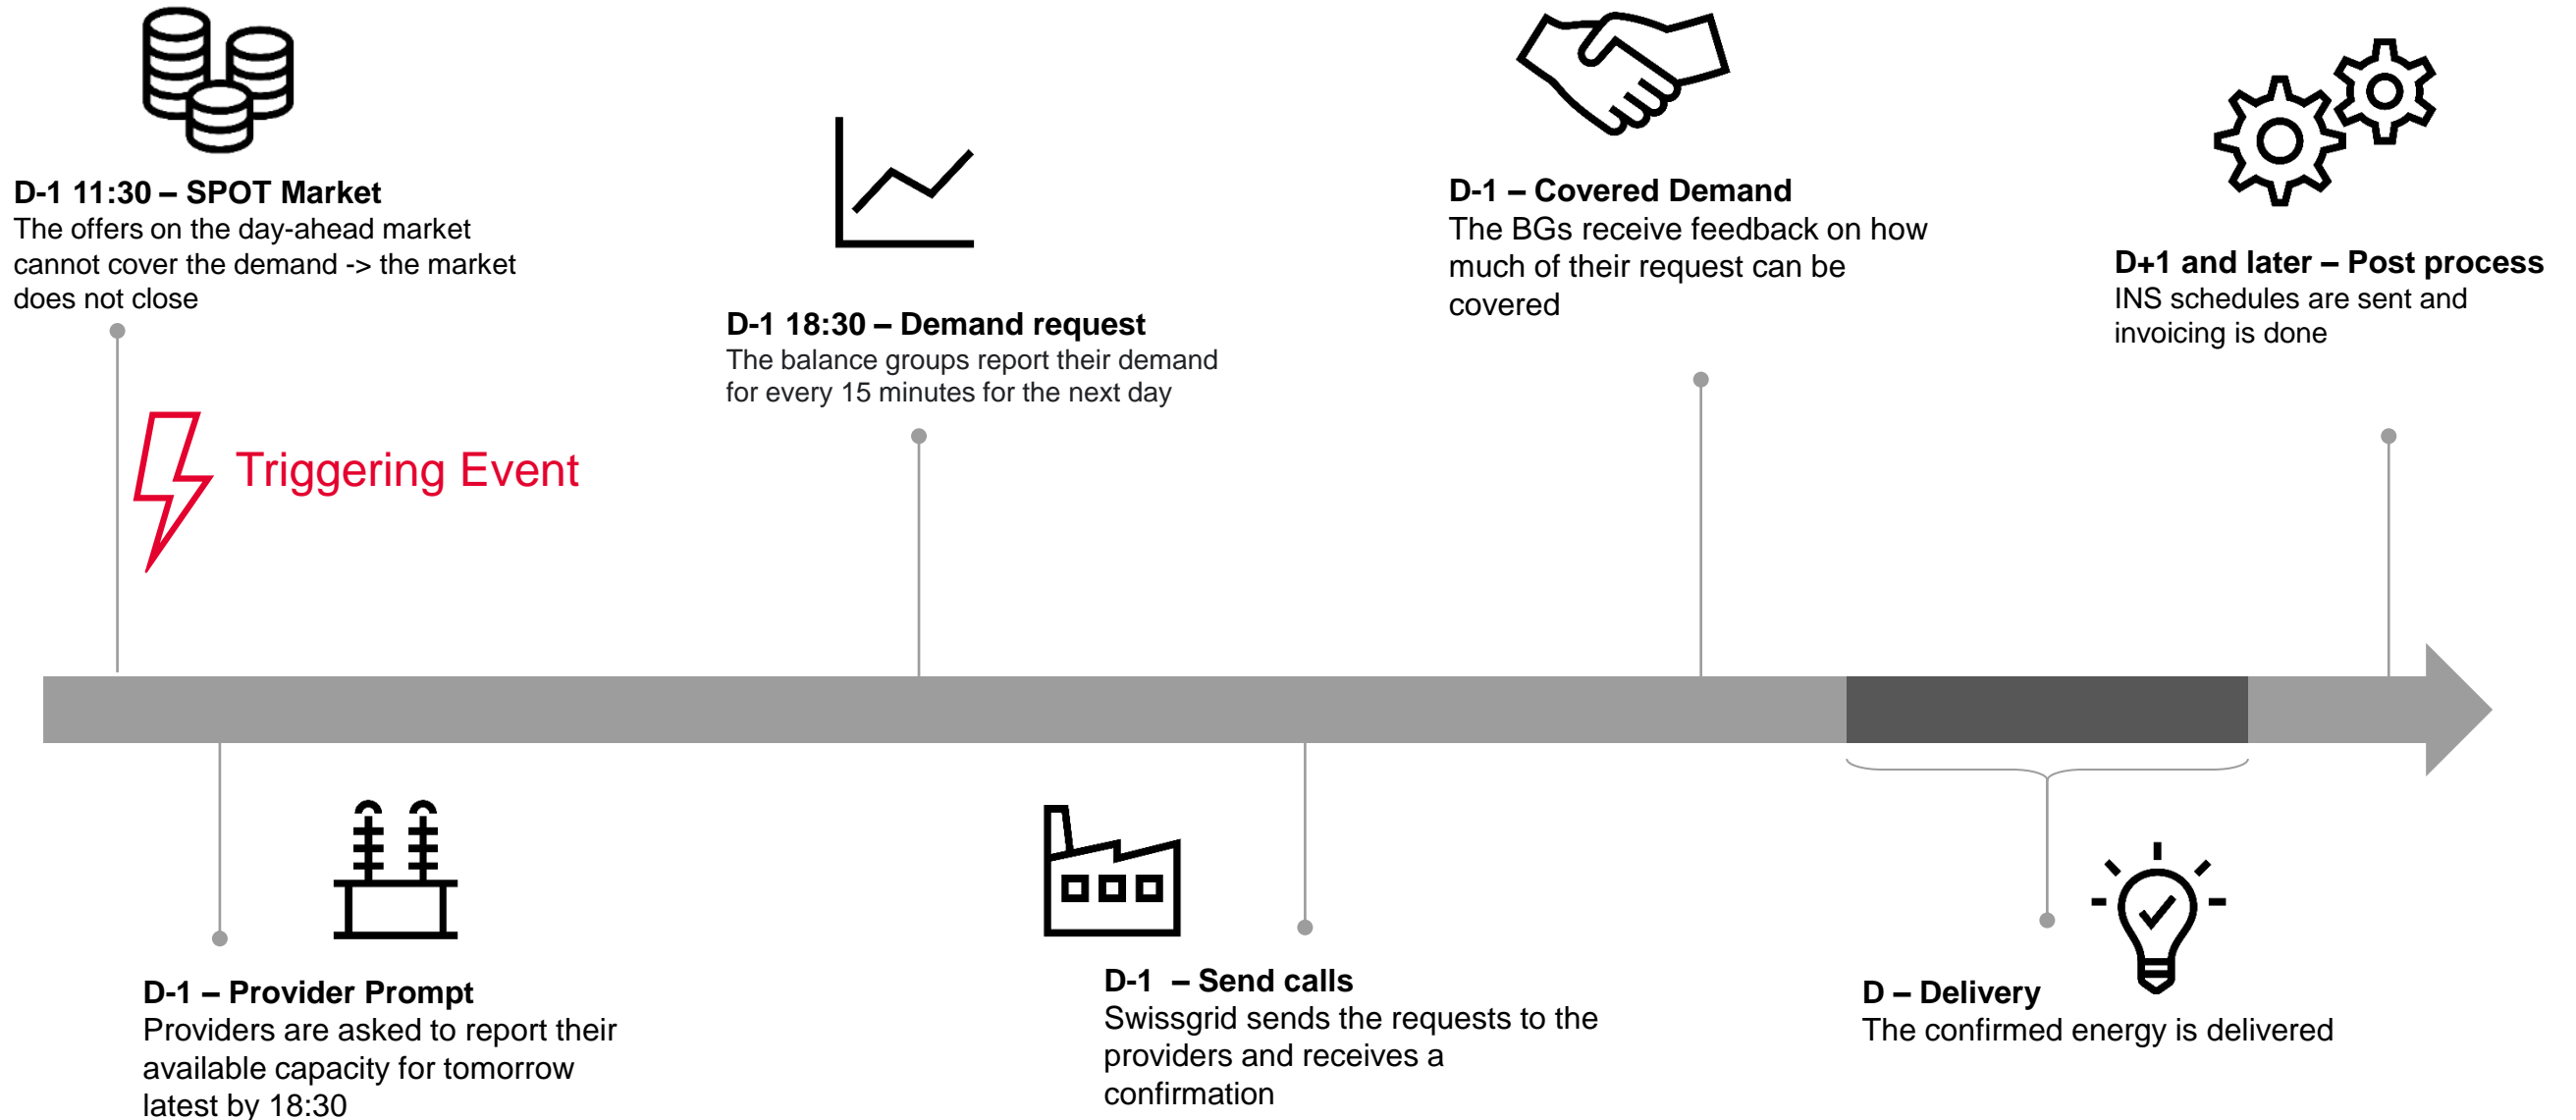 D-1 11:30 – SPOT Market
The offers on the day-ahead market
cannot cover the demand -> the market
does not close
Triggering Event
D-1 18:30 – Demand request
The balance groups report their demand
for every 15 minutes for the next day
D-1 – Covered Demand
The BGs receive feedback on how
much of their request can be
covered
D+1 and later – Post process
INS schedules are sent and
invoicing is done
D-1 – Provider Prompt
Providers are asked to report their
available capacity for tomorrow
latest by 18:30
D-1  – Send calls
Swissgrid sends the requests to the
providers and receives a
confirmation
D – Delivery
The confirmed energy is delivered